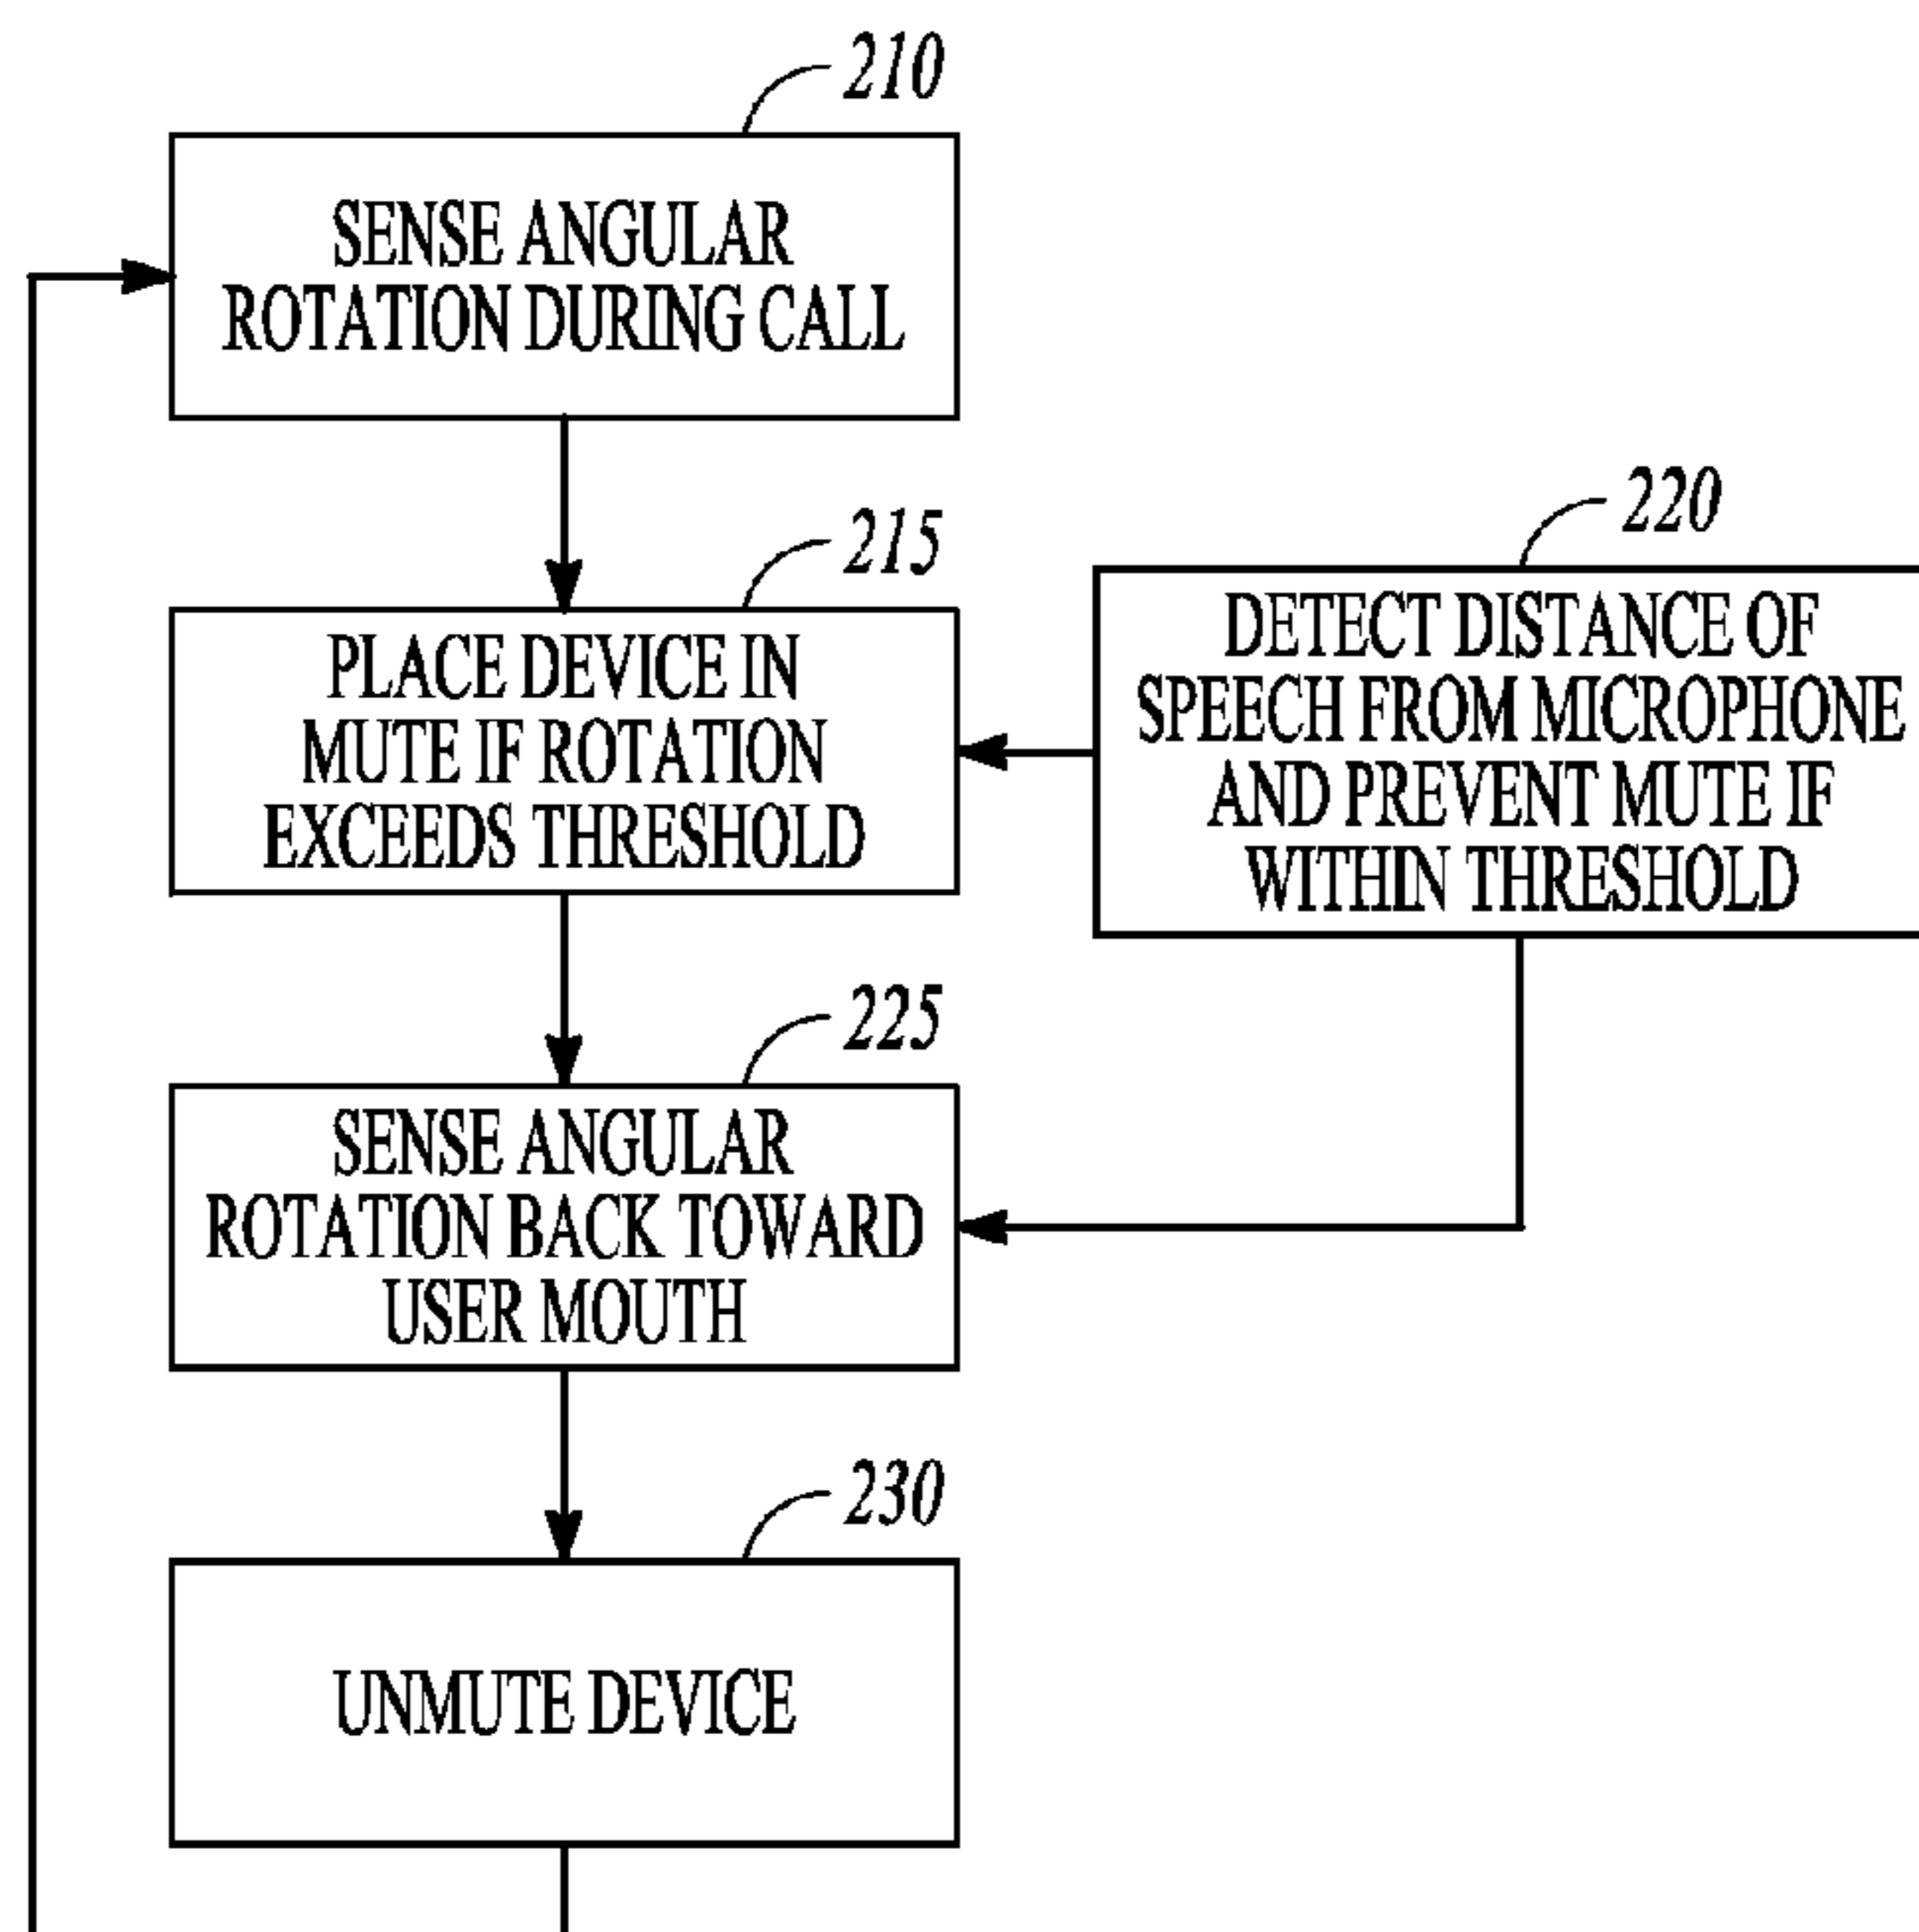 210
SENSE ANGULAR
ROTATION DURING CALL
215
PLACE DEVICE IN
MUTE IF ROTATION
EXCEEDS THRESHOLD
220
DETECT DISTANCE OF
SPEECH FROM MICROPHONE
AND PREVENT MUTE IF
WITHIN THRESHOLD
225
SENSE ANGULAR
ROTATION BACK TOWARD
USER MOUTH
230
UNMUTE DEVICE